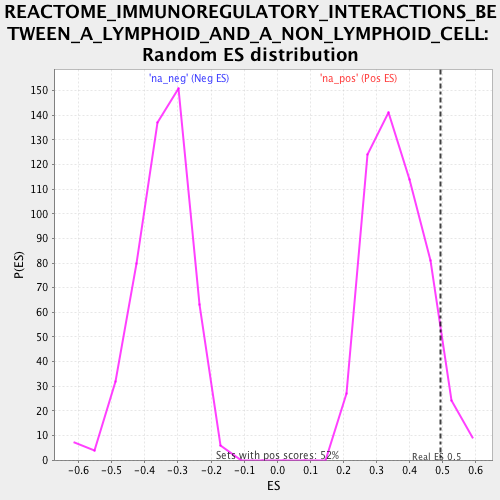 REACTOME_IMMUNOREGULATORY_INTERACTIONS_BE
TWEEN_A_LYMPHOID_AND_A_NON_LYMPHOID_CELL:
Random ES distribution
'na_neg' (Neg ES) 'na_pos' (Pos ES)
150
140
130
120
110
100
90
80
70
60
50
40
30
20
10
0
P(ES)
Sets with pos scores: 52%
Real ES 0.5
-0.6 -0.5 -0.4 -0.3 -0.2 -0.1 0.0 0.1 0.2 0.3 0.4 0.5 0.6
ES